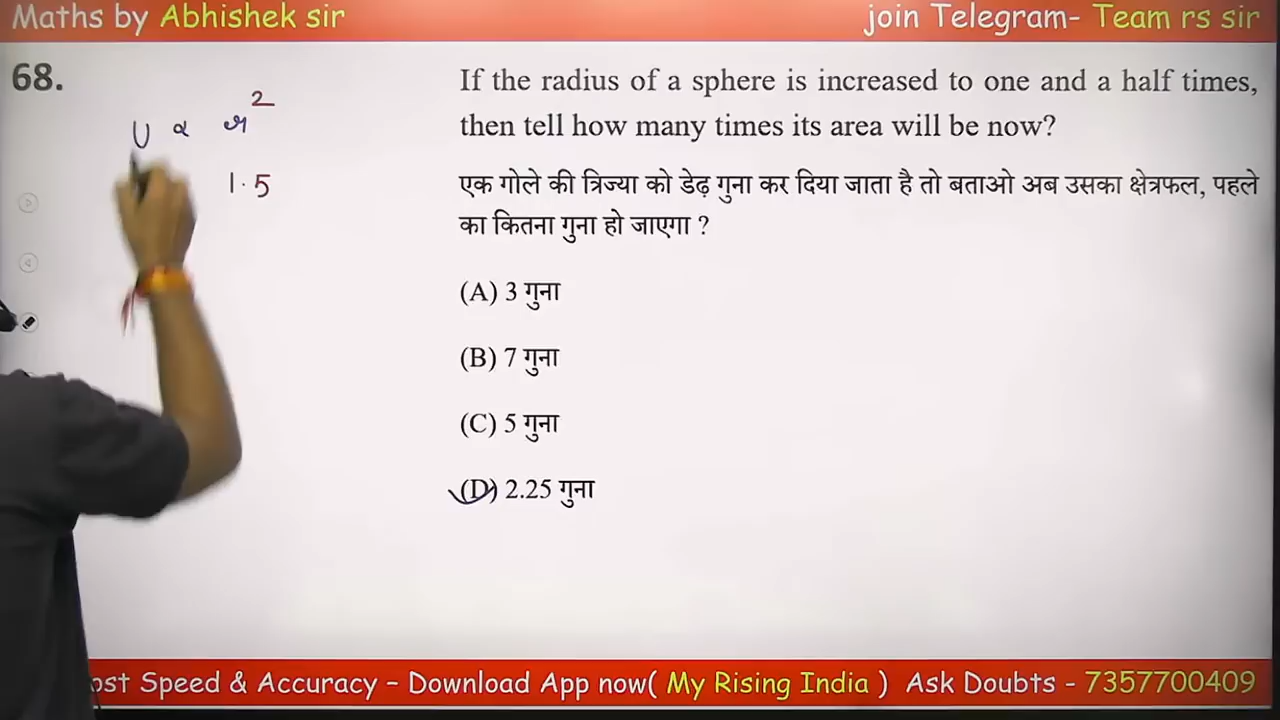 Maths by Abhishek sir
join Telegram- Team rs sir
68.
2
∝
1.5
If the radius of a sphere is increased to one and a half times,
then tell how many times its area will be now?
एक गोले की त्रिज्या को डेढ़ गुना कर दिया जाता है तो बताओ अब उसका क्षेत्रफल, पहले
का कितना गुना हो जाएगा ?
(A) 3 गुना
(B) 7 गुना
(C) 5 गुना
(D) 2.25 गुना
ost Speed & Accuracy – Download App now( My Rising India ) Ask Doubts - 7357700409